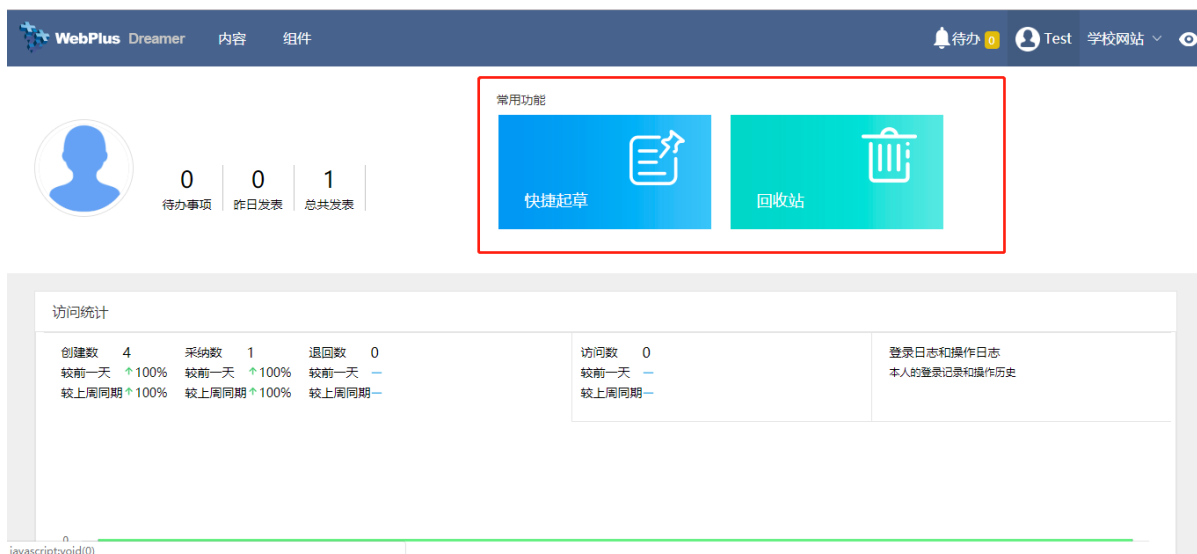 WebPlus Dreamer 内容 组件 待办 0 Test 学校网站
常用功能
快捷起草 回收站
0 0 1
待办事项 昨日发表 总共发表
访问统计
创建数 4 采纳数 1 退回数 0 访问数 0 登录日志和操作日志
较前一天 ↑100% 较前一天 ↑100% 较前一天 — 较前一天 — 本人的登录记录和操作历史
较上周同期↑100% 较上周同期↑100% 较上周同期— 较上周同期—
0
javascript:void(0)